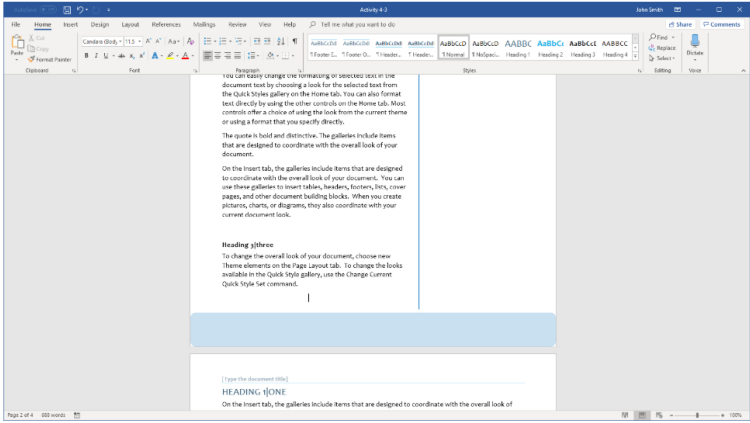 AutoSave Off
Activity 4-3
John Smith
File Home Insert Design Layout References Mailings Review View Help Tell me what you want to do
Share Comments
Paste
Cut
Copy
Format Painter
Clipboard
Candara (Body) 11.5
Font
Paragraph
AaBbCcDd AaBbCcDd AaBbCcDd AaBbCcDd AaBbCcD AaBbCcD AABBC AaBbCc AaBbCcI AABBCC
¶ Footer E... ¶ Footer O... ¶ Header... ¶ Header... ¶ Normal ¶ NoSpaci... Heading 1 Heading 2 Heading 3 Heading 4
Styles
Find
Replace
Select
Editing
Dictate
Voice
You can easily change the formatting of selected text in the
document text by choosing a look for the selected text from
the Quick Styles gallery on the Home tab. You can also format
text directly by using the other controls on the Home tab. Most
controls offer a choice of using the look from the current theme
or using a format that you specify directly.
The quote is bold and distinctive. The galleries include items
that are designed to coordinate with the overall look of your
document.
On the Insert tab, the galleries include items that are designed
to coordinate with the overall look of your document. You can
use these galleries to insert tables, headers, footers, lists, cover
pages, and other document building blocks. When you create
pictures, charts, or diagrams, they also coordinate with your
current document look.
Heading 3|three
To change the overall look of your document, choose new
Theme elements on the Page Layout tab. To change the looks
available in the Quick Style gallery, use the Change Current
Quick Style Set command.
[Type the document title]
HEADING 1|ONE
On the Insert tab, the galleries include items that are designed to coordinate with the overall look of
Page 2 of 4 888 words
100%